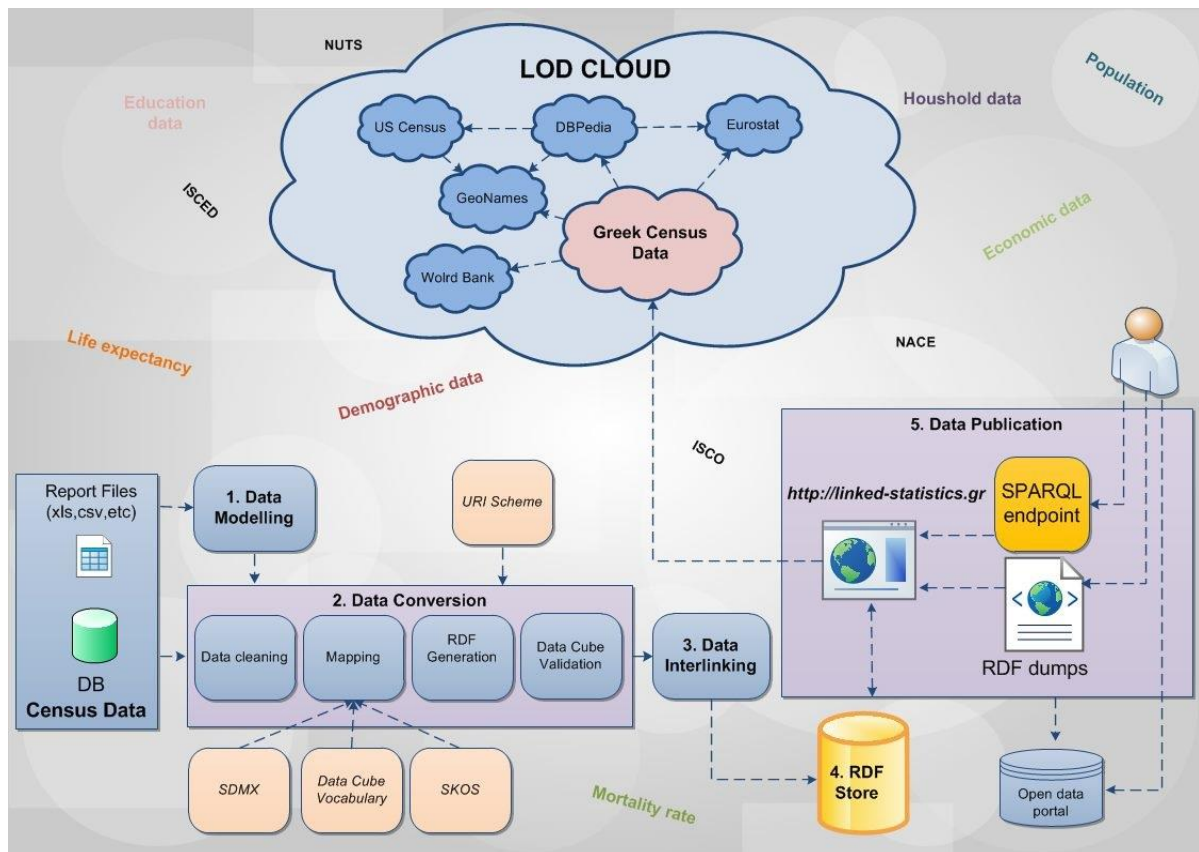 NUTS
LOD CLOUD
Population
Education
data
Houshold data
US Census
DBPedia
Eurostat
ISCED
GeoNames
Greek Census
Data
Economic data
Wolrd Bank
Life expectancy
NACE
Demographic data
ISCO
5. Data Publication
Report Files
(xls,csv,etc)
1. Data
Modelling
URI Scheme
http://linked-statistics.gr
SPARQL
endpoint
2. Data Conversion
Data cleaning
Mapping
RDF
Generation
Data Cube
Validation
3. Data
Interlinking
RDF dumps
DB
Census Data
SDMX
Data Cube
Vocabulary
SKOS
4. RDF
Store
Open data
portal
Mortality rate